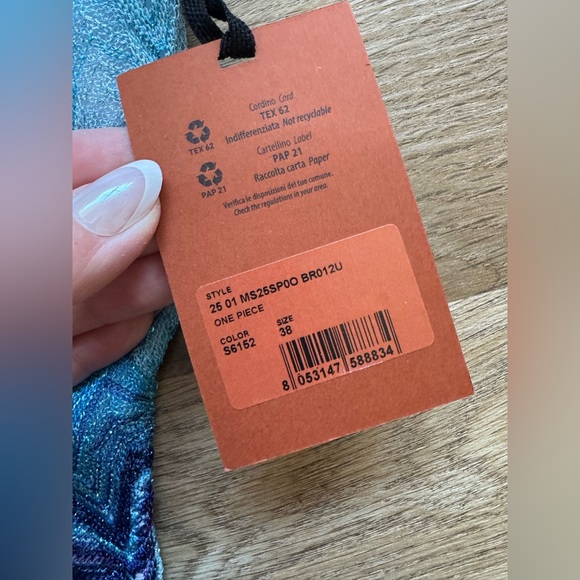 Cordino Cord
TEX 62
Indifferenziata Not recyclable
TEX 62
Cartellino Label
PAP 21
Raccolta carta Paper
PAP 21
Verifica le disposizioni del tuo comune.
Check the regulations in your area.
STYLE
25 01 MS25SP0O BR012U
ONE PIECE
COLOR SIZE
S6152 38
8 053147 588834